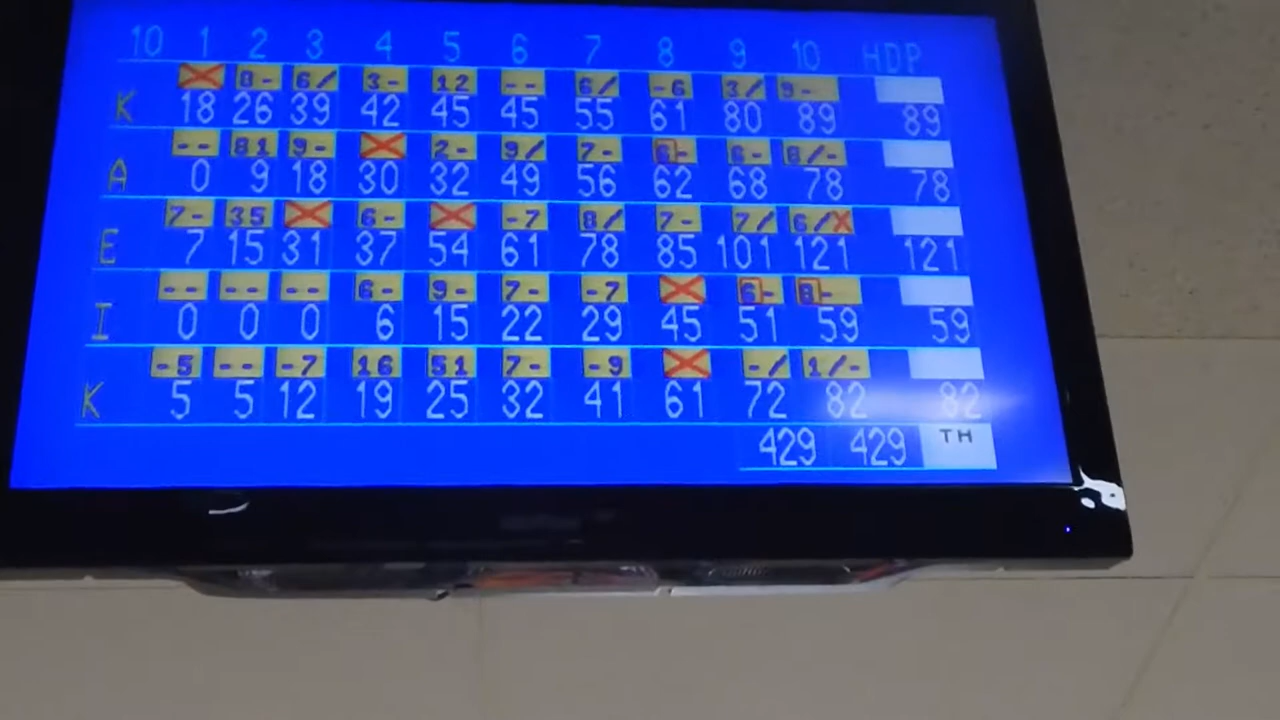 10 1 2 3 4 5 6 7 8 9 10 HDP
X 8- 6/ 3- 12 -- 6/ -6 3/ 9-
K 18 26 39 42 45 45 55 61 80 89 89
-- 81 9- X 2- 9/ 7- 6- 6- 8/-
A 0 9 18 30 32 49 56 62 68 78 78
7- 35 X 6- X -7 8/ 7- 7/ 6/X
E 7 15 31 37 54 61 78 85 101 121 121
-- -- -- 6- 9- 7- -7 X 6- 8-
I 0 0 0 6 15 22 29 45 51 59 59
-5 -- -7 16 51 7- -9 X -/ 1/-
K 5 5 12 19 25 32 41 61 72 82 82
429 429 TH